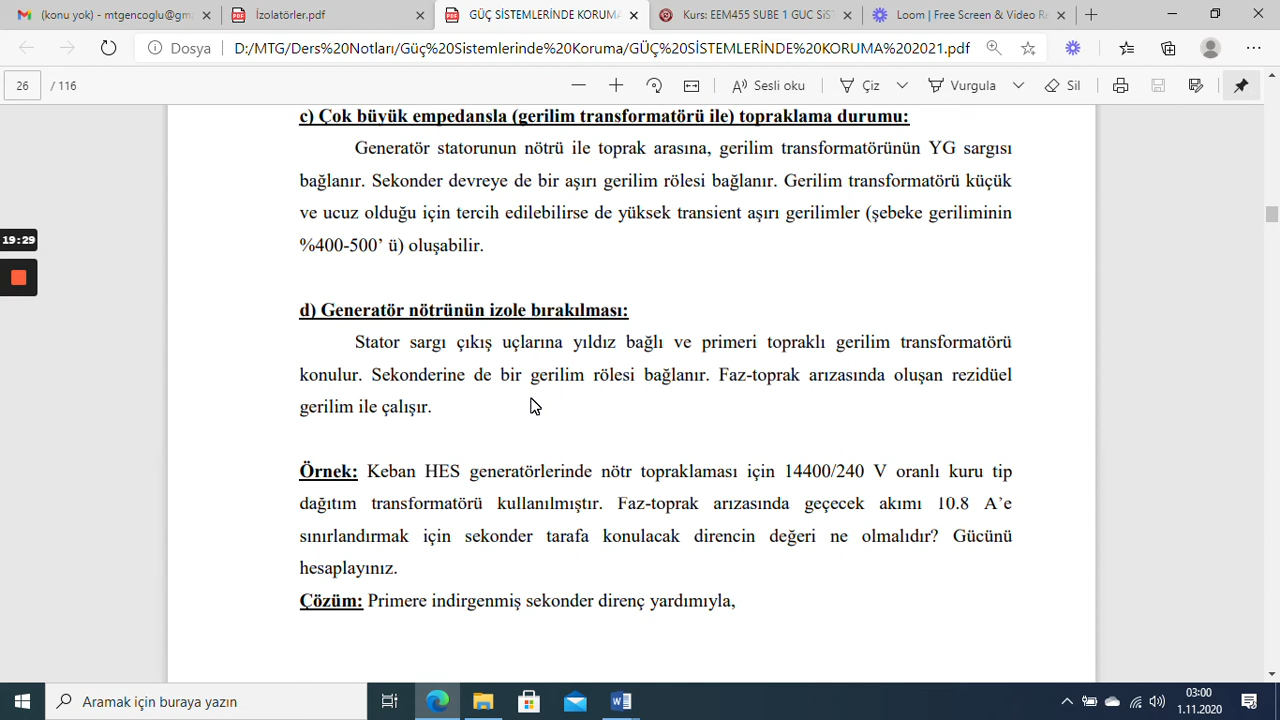 (konu yok) - mtgencoglu@gma
İzolatörler.pdf
GÜÇ SİSTEMLERİNDE KORUMA
Kurs: EEM455 SUBE 1 GUC SiST
Loom | Free Screen & Video Re
Dosya
D:/MTG/Ders%20Notları/Güç%20Sistemlerinde%20Koruma/GÜÇ%20SİSTEMLERİNDE%20KORUMA%202021.pdf
26 / 116
Sesli oku
Çiz
Vurgula
Sil
c) Çok büyük empedansla (gerilim transformatörü ile) topraklama durumu:
Generatör statorunun nötrü ile toprak arasına, gerilim transformatörünün YG sargısı
bağlanır. Sekonder devreye de bir aşırı gerilim rölesi bağlanır. Gerilim transformatörü küçük
ve ucuz olduğu için tercih edilebilirse de yüksek transient aşırı gerilimler (şebeke geriliminin
%400-500’ ü) oluşabilir.
19:29
d) Generatör nötrünün izole bırakılması:
Stator sargı çıkış uçlarına yıldız bağlı ve primeri topraklı gerilim transformatörü
konulur. Sekonderine de bir gerilim rölesi bağlanır. Faz-toprak arızasında oluşan rezidüel
gerilim ile çalışır.
Örnek: Keban HES generatörlerinde nötr topraklaması için 14400/240 V oranlı kuru tip
dağıtım transformatörü kullanılmıştır. Faz-toprak arızasında geçecek akımı 10.8 A’e
sınırlandırmak için sekonder tarafa konulacak direncin değeri ne olmalıdır? Gücünü
hesaplayınız.
Çözüm: Primere indirgenmiş sekonder direnç yardımıyla,
Aramak için buraya yazın
03:00
1.11.2020